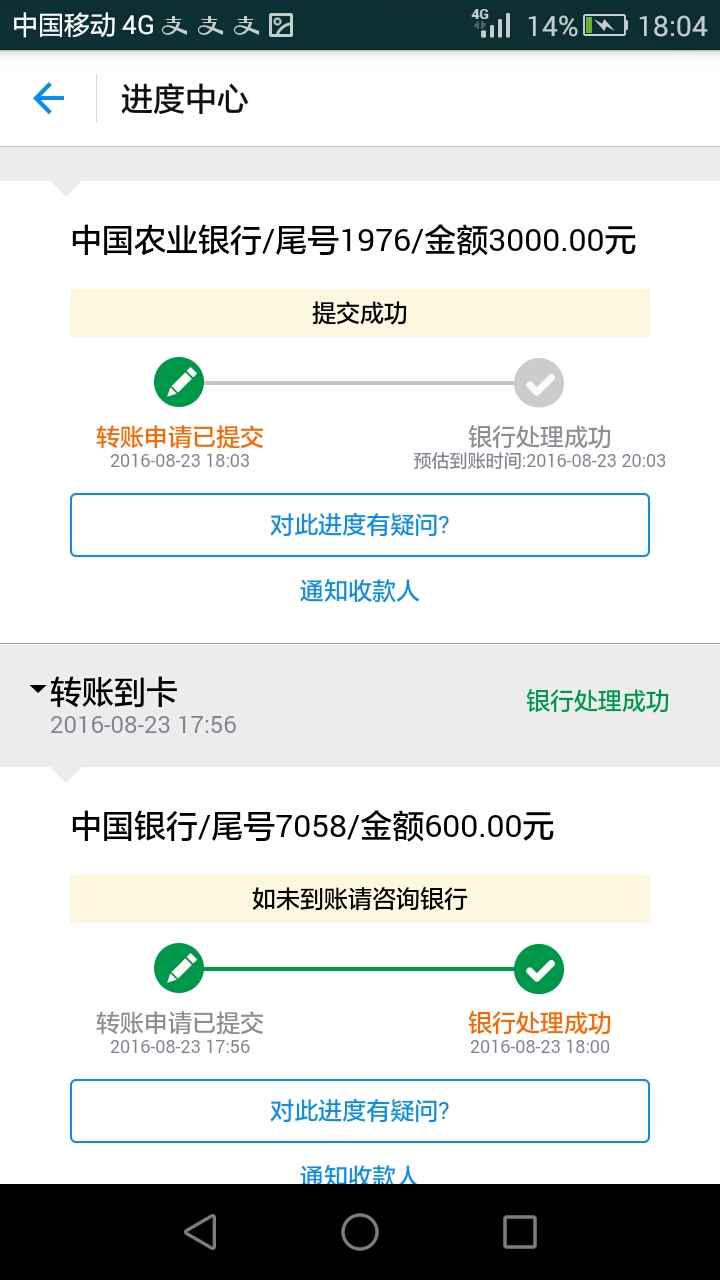 中国移动 4G 支 支 支 4G 14% 18:04
进度中心
中国农业银行/尾号1976/金额3000.00元
提交成功
转账申请已提交 银行处理成功
2016-08-23 18:03 预估到账时间:2016-08-23 20:03
对此进度有疑问?
通知收款人
转账到卡 银行处理成功
2016-08-23 17:56
中国银行/尾号7058/金额600.00元
如未到账请咨询银行
转账申请已提交 银行处理成功
2016-08-23 17:56 2016-08-23 18:00
对此进度有疑问?
通知收款人